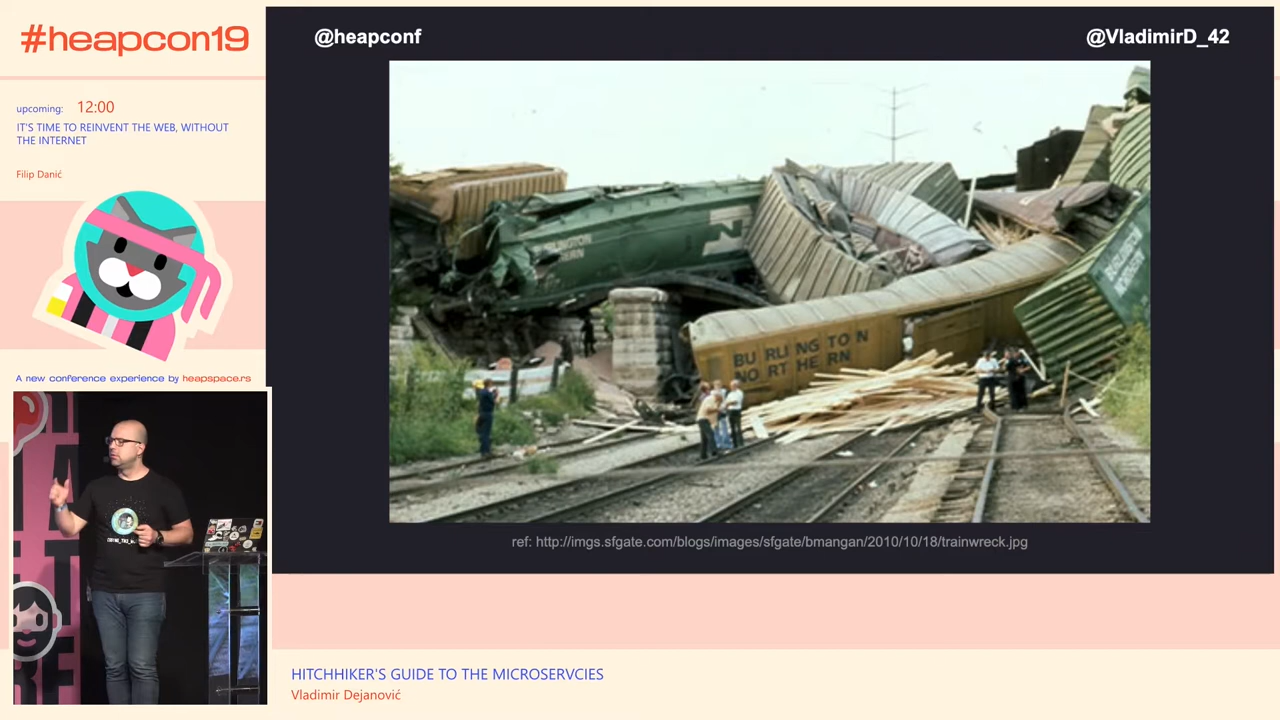 #heapcon19
upcoming: 12:00
IT'S TIME TO REINVENT THE WEB, WITHOUT
THE INTERNET
Filip Danić
A new conference experience by heapspace.rs
@heapconf
@VladimirD_42
BURLINGTON
NORTHERN
ref: http://imgs.sfgate.com/blogs/images/sfgate/bmangan/2010/10/18/trainwreck.jpg
HITCHHIKER'S GUIDE TO THE MICROSERVCIES
Vladimir Dejanović